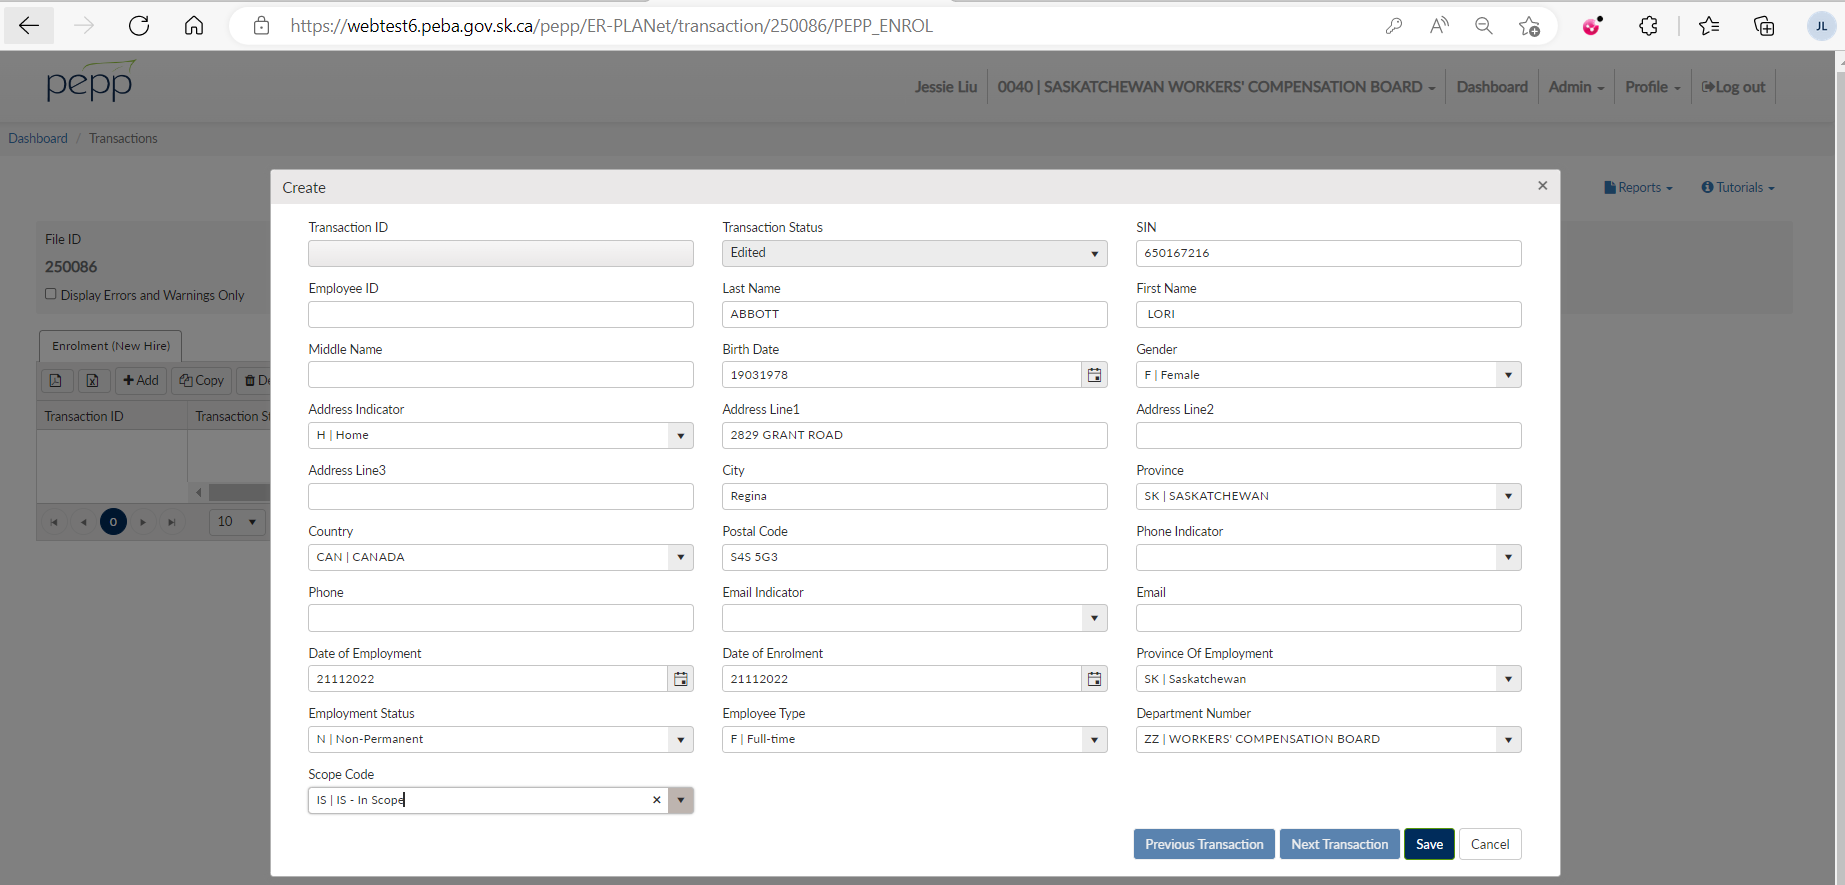 https://webtest6.peba.gov.sk.ca/pepp/ER-PLANet/transaction/250086/PEPP_ENROL
JL
pepp
Jessie Liu
0040 | SASKATCHEWAN WORKERS' COMPENSATION BOARD
Dashboard
Admin
Profile
Log out
Dashboard / Transactions
Reports
Tutorials
File ID
250086
Display Errors and Warnings Only
Enrolment (New Hire)
Add
Copy
De
Transaction ID
Transaction St
0
10
Create
Transaction ID
Transaction Status
SIN
Edited
650167216
Employee ID
Last Name
First Name
ABBOTT
LORI
Middle Name
Birth Date
Gender
19031978
F | Female
Address Indicator
Address Line1
Address Line2
H | Home
2829 GRANT ROAD
Address Line3
City
Province
Regina
SK | SASKATCHEWAN
Country
Postal Code
Phone Indicator
CAN | CANADA
S4S 5G3
Phone
Email Indicator
Email
Date of Employment
Date of Enrolment
Province Of Employment
21112022
21112022
SK | Saskatchewan
Employment Status
Employee Type
Department Number
N | Non-Permanent
F | Full-time
ZZ | WORKERS' COMPENSATION BOARD
Scope Code
IS | IS - In Scope
Previous Transaction
Next Transaction
Save
Cancel